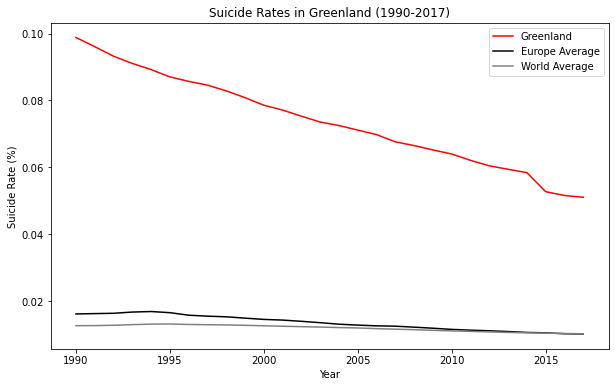 Suicide Rates in Greenland (1990-2017)
Greenland
Europe Average
World Average
Suicide Rate (%)
0.10
0.08
0.06
0.04
0.02
1990 1995 2000 2005 2010 2015
Year